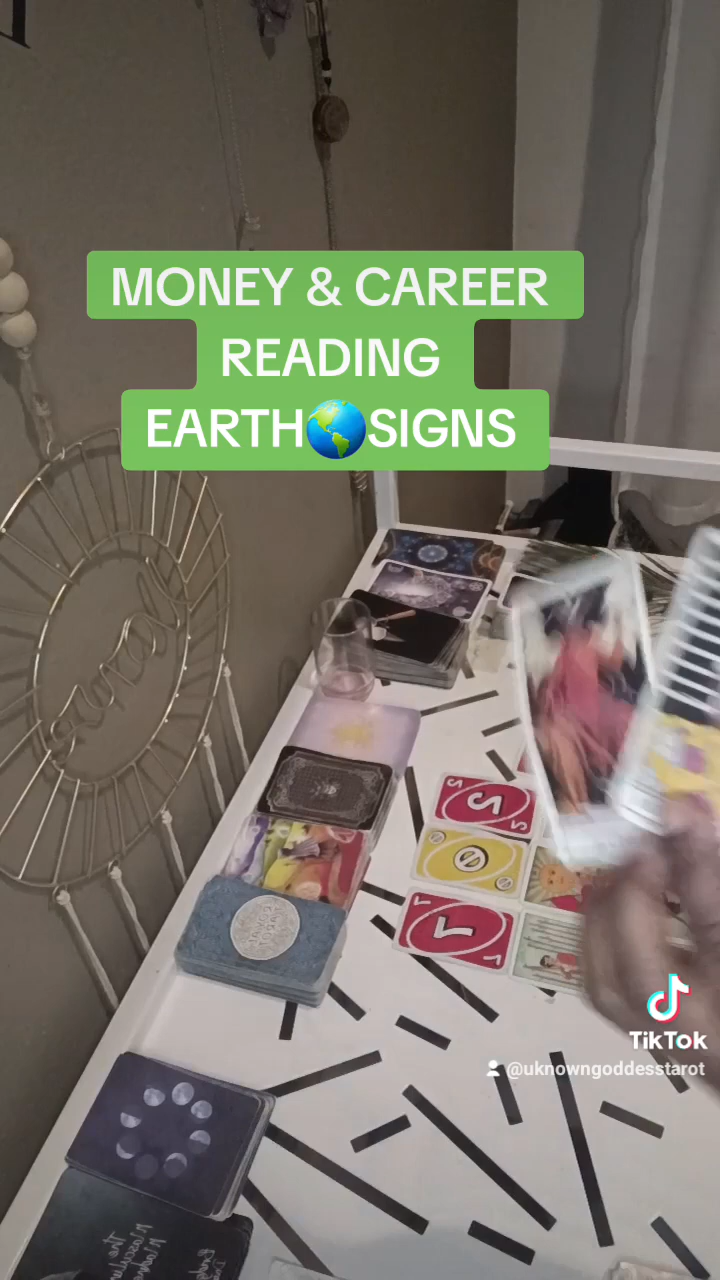 MONEY & CAREER
READING
EARTH🌎SIGNS
TikTok
@uknowngoddesstarot